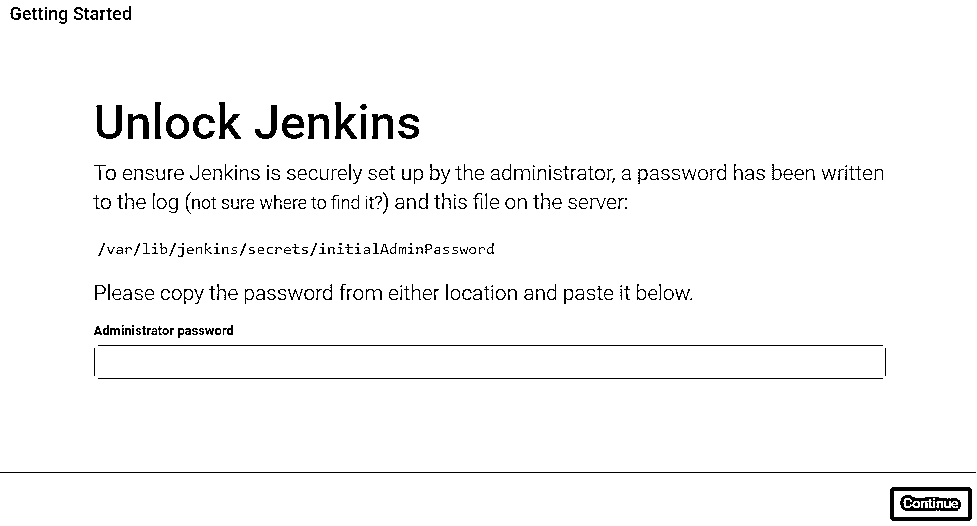 Getting Started
Unlock Jenkins
To ensure Jenkins is securely set up by the administrator, a password has been written
to the log (not sure where to find it?) and this file on the server:
/var/lib/jenkins/secrets/initialAdminPassword
Please copy the password from either location and paste it below.
Administrator password
Continue